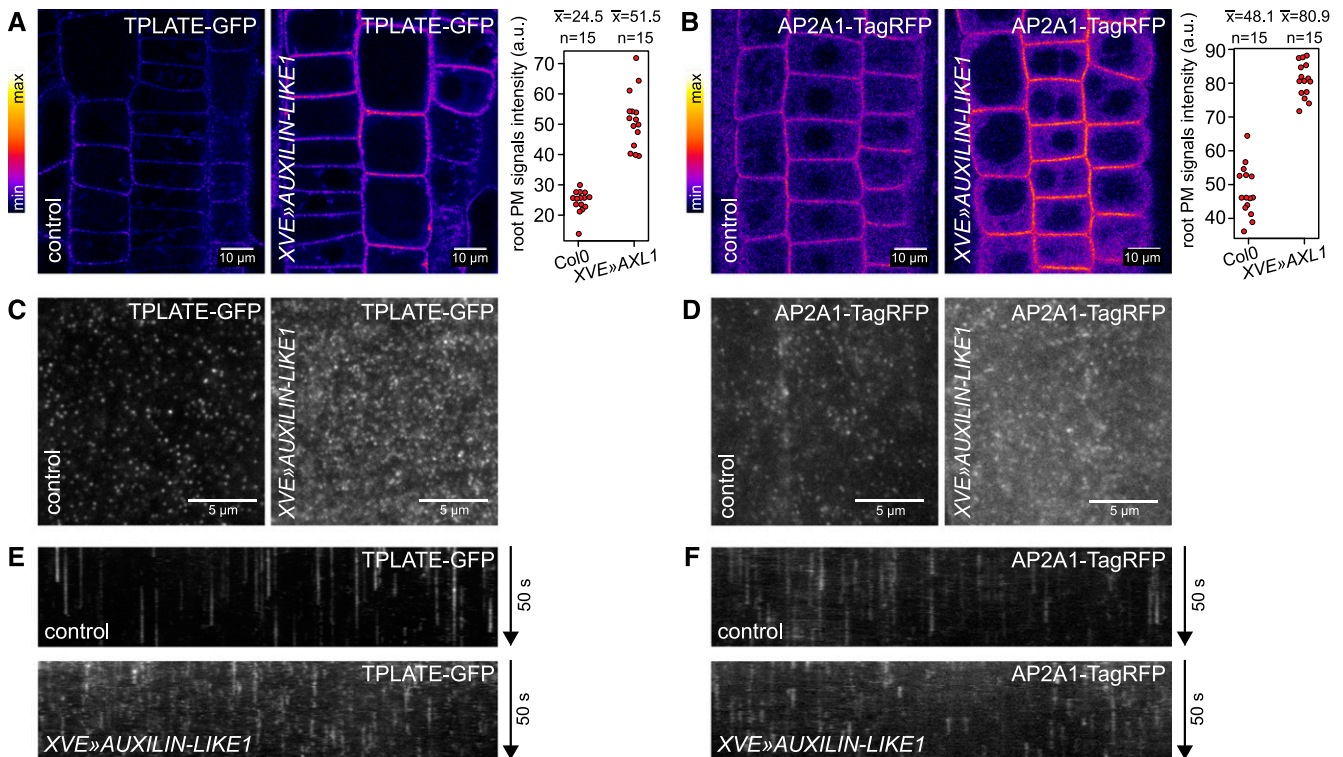 A
max
min
TPLATE-GFP
control
10 µm
TPLATE-GFP
XVE»AUXILIN-LIKE1
10 µm
x̅=24.5 x̅=51.5
n=15 n=15
root PM signals intensity (a.u.)
70
60
50
40
30
20
Col0
XVE»AXL1
B
max
min
AP2A1-TagRFP
control
10 µm
AP2A1-TagRFP
XVE»AUXILIN-LIKE1
10 µm
x̅=48.1 x̅=80.9
n=15 n=15
root PM signals intensity (a.u.)
90
80
70
60
50
40
Col0
XVE»AXL1
C
TPLATE-GFP
control
5 µm
TPLATE-GFP
XVE»AUXILIN-LIKE1
5 µm
D
AP2A1-TagRFP
control
5 µm
AP2A1-TagRFP
XVE»AUXILIN-LIKE1
5 µm
E
TPLATE-GFP
control
50 s
TPLATE-GFP
XVE»AUXILIN-LIKE1
50 s
F
AP2A1-TagRFP
control
50 s
AP2A1-TagRFP
XVE»AUXILIN-LIKE1
50 s